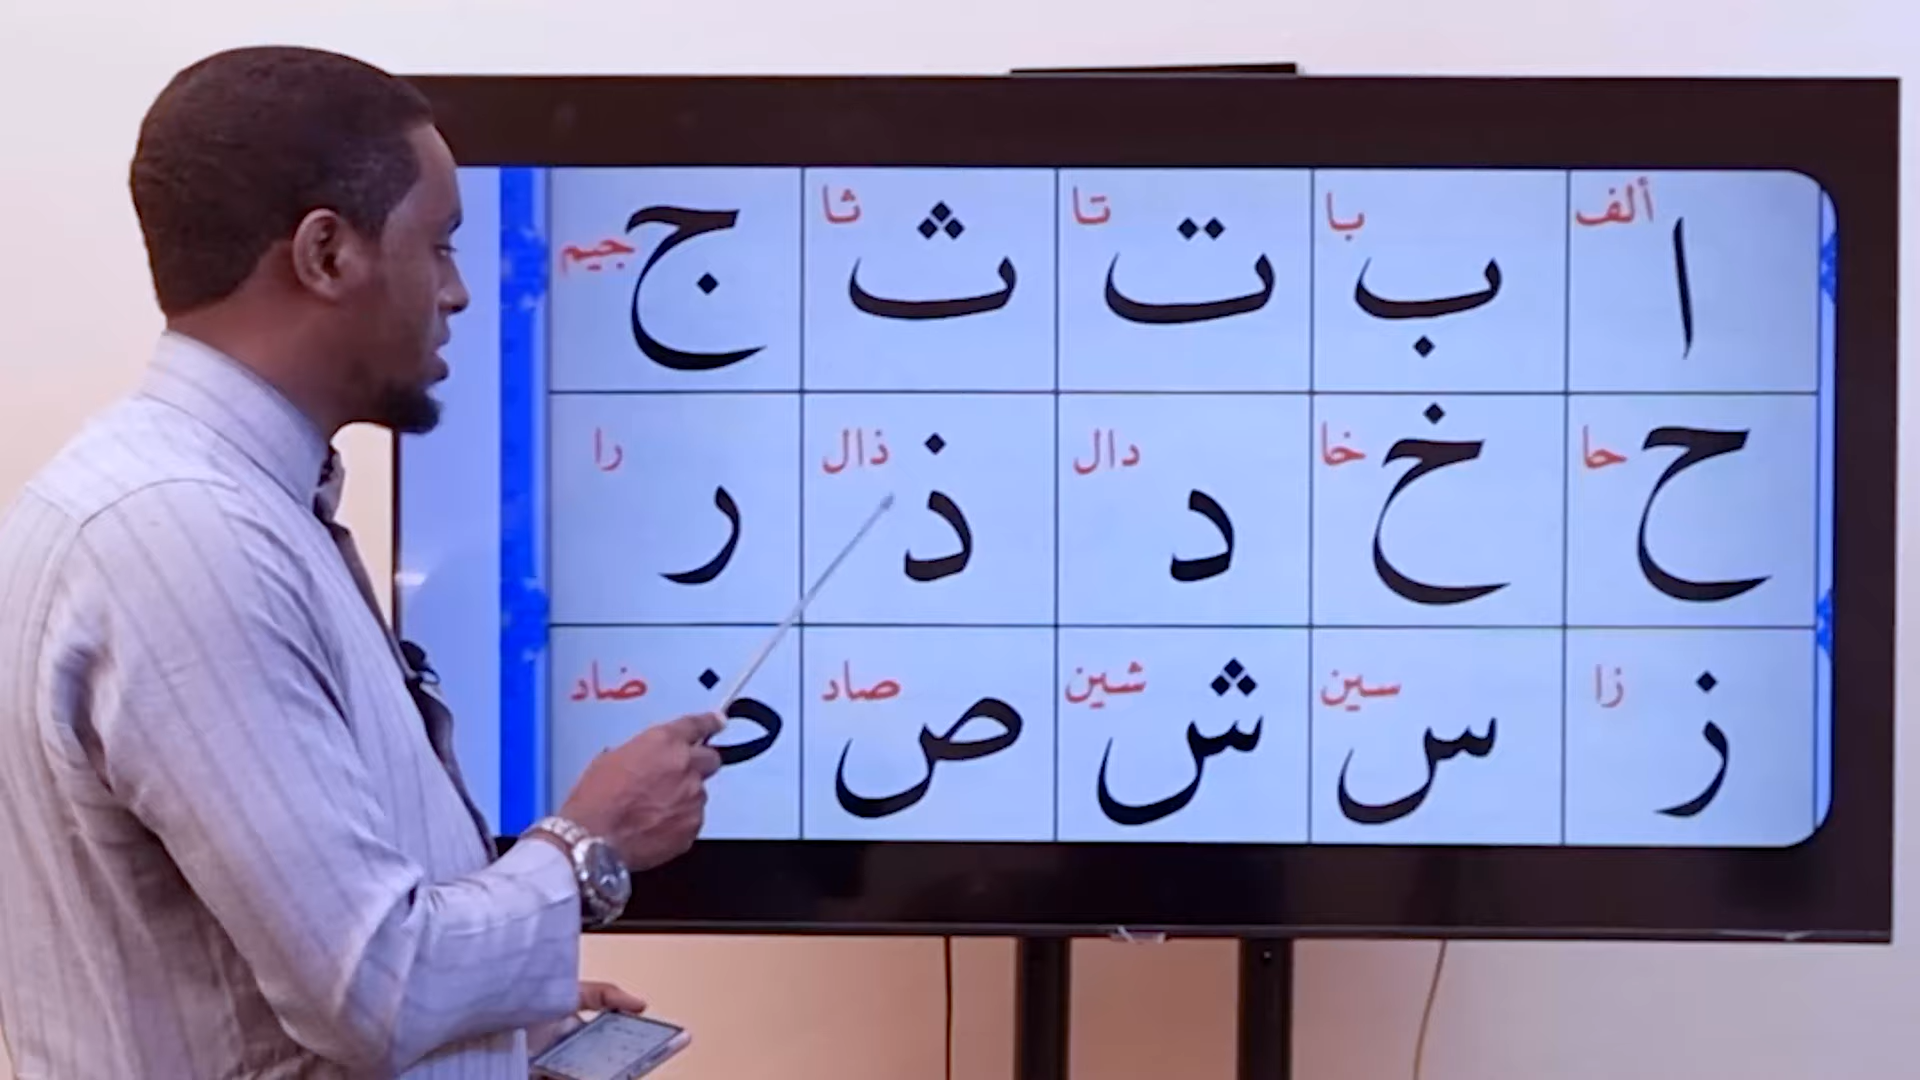 ألف ا با ب تا ت ثا ث جيم ج
حا ح خا خ دال د ذال ذ را ر
زا ز سين س شين ش صاد ص ضاد ض